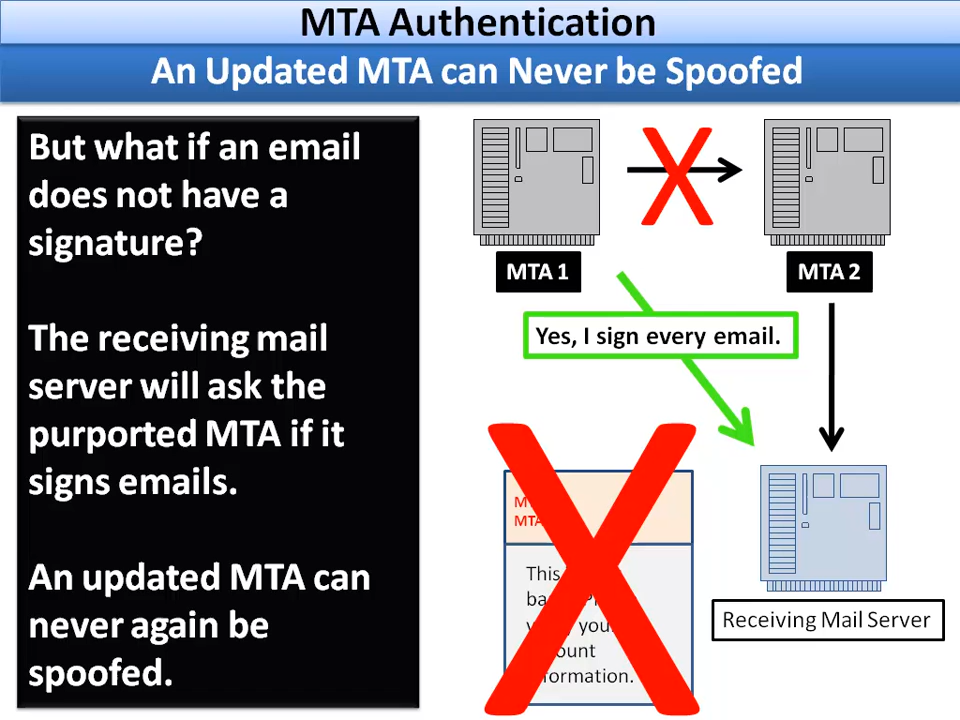 MTA Authentication
An Updated MTA can Never be Spoofed
But what if an email
does not have a
signature?
The receiving mail
server will ask the
purported MTA if it
signs emails.
An updated MTA can
never again be
spoofed.
MTA 1
MTA 2
Yes, I sign every email.
MTA
This
your
Receiving Mail Server